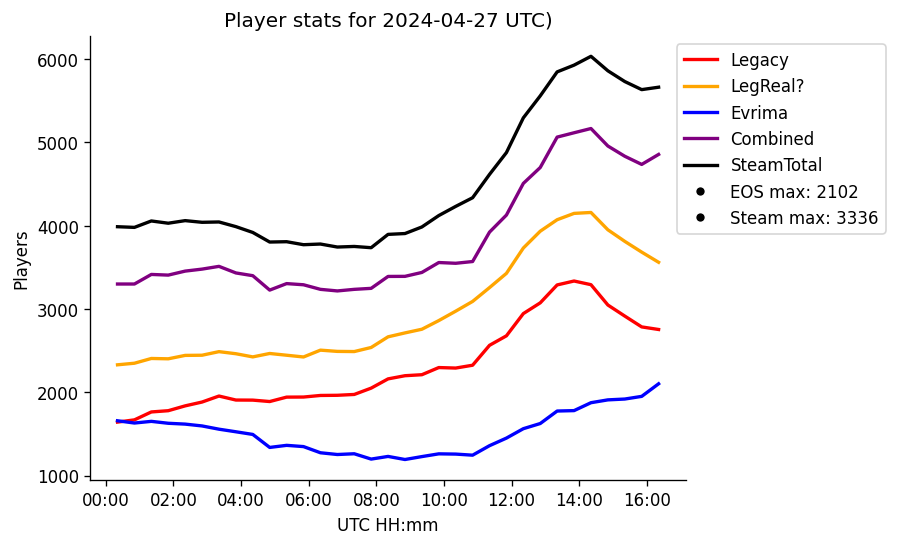 Player stats for 2024-04-27 UTC)
6000
5000
4000
3000
2000
1000
Players
00:00 02:00 04:00 06:00 08:00 10:00 12:00 14:00 16:00
UTC HH:mm
Legacy
LegReal?
Evrima
Combined
SteamTotal
EOS max: 2102
Steam max: 3336